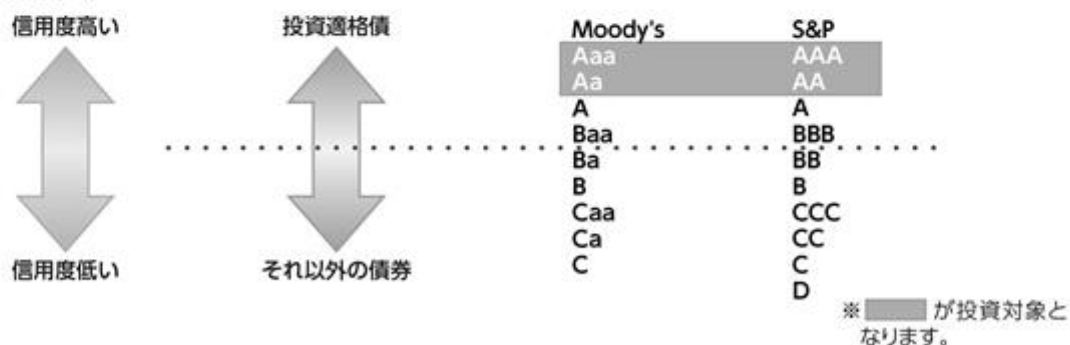 信用度高い
投資適格債
Moody's S&P
Aaa AAA
Aa AA
A A
Baa BBB
Ba BB
B B
Caa CCC
Ca CC
C C
D
信用度低い
それ以外の債券
※ が投資対象と
なります。